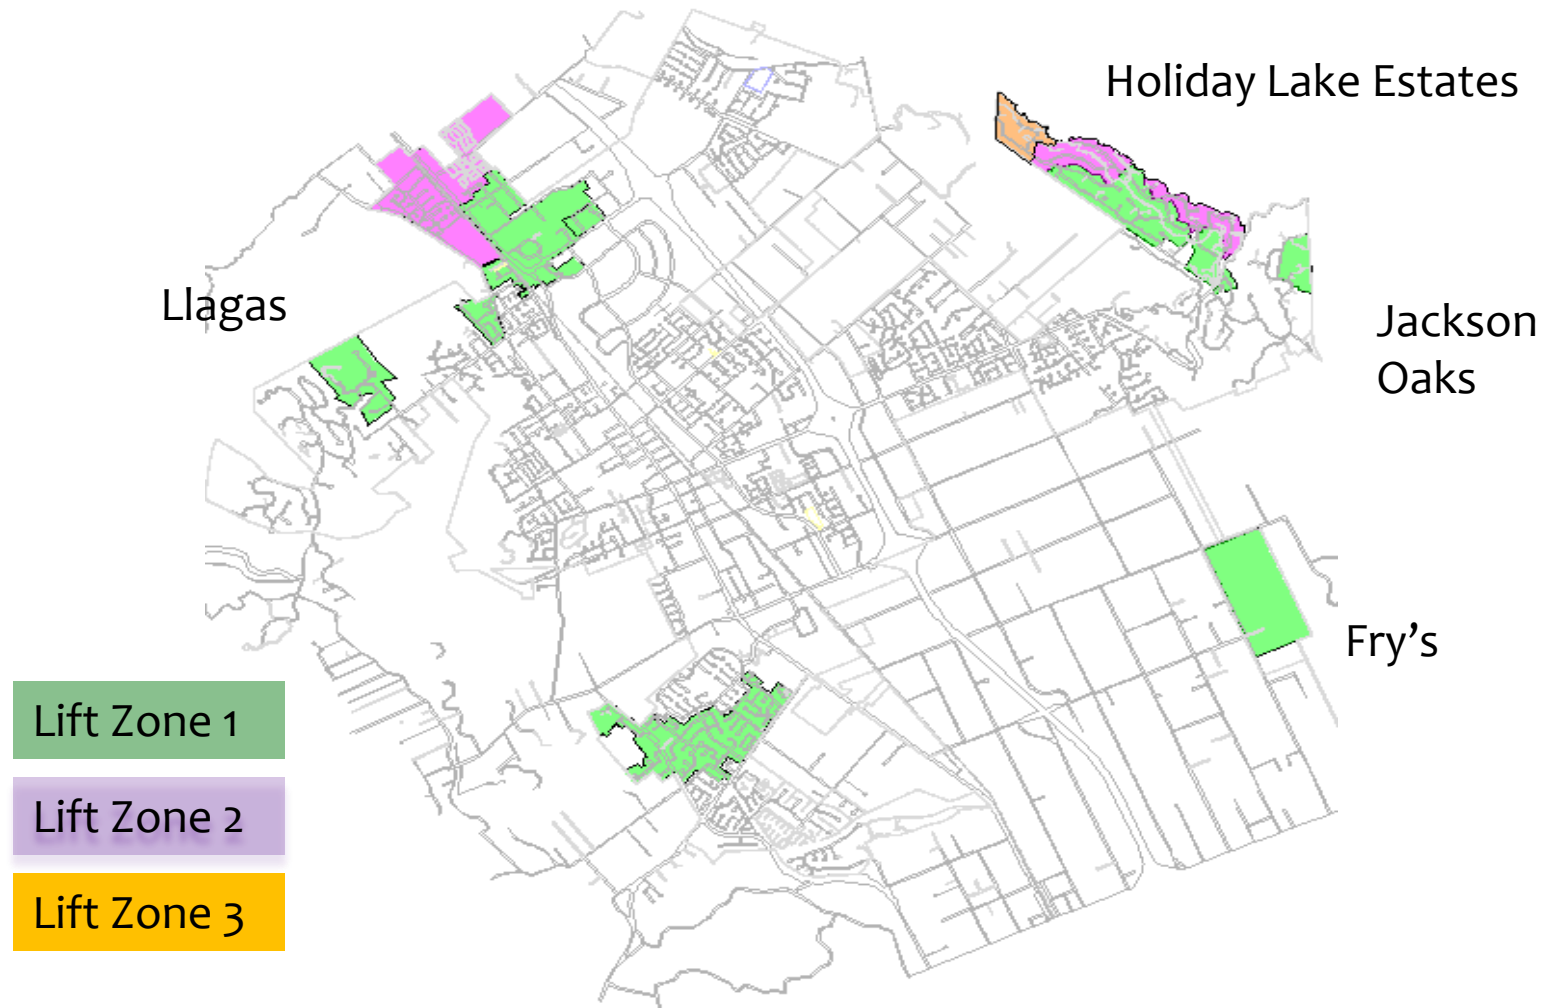 Holiday Lake Estates
Llagas
Jackson
Oaks
Fry’s
Lift Zone 1
Lift Zone 2
Lift Zone 3